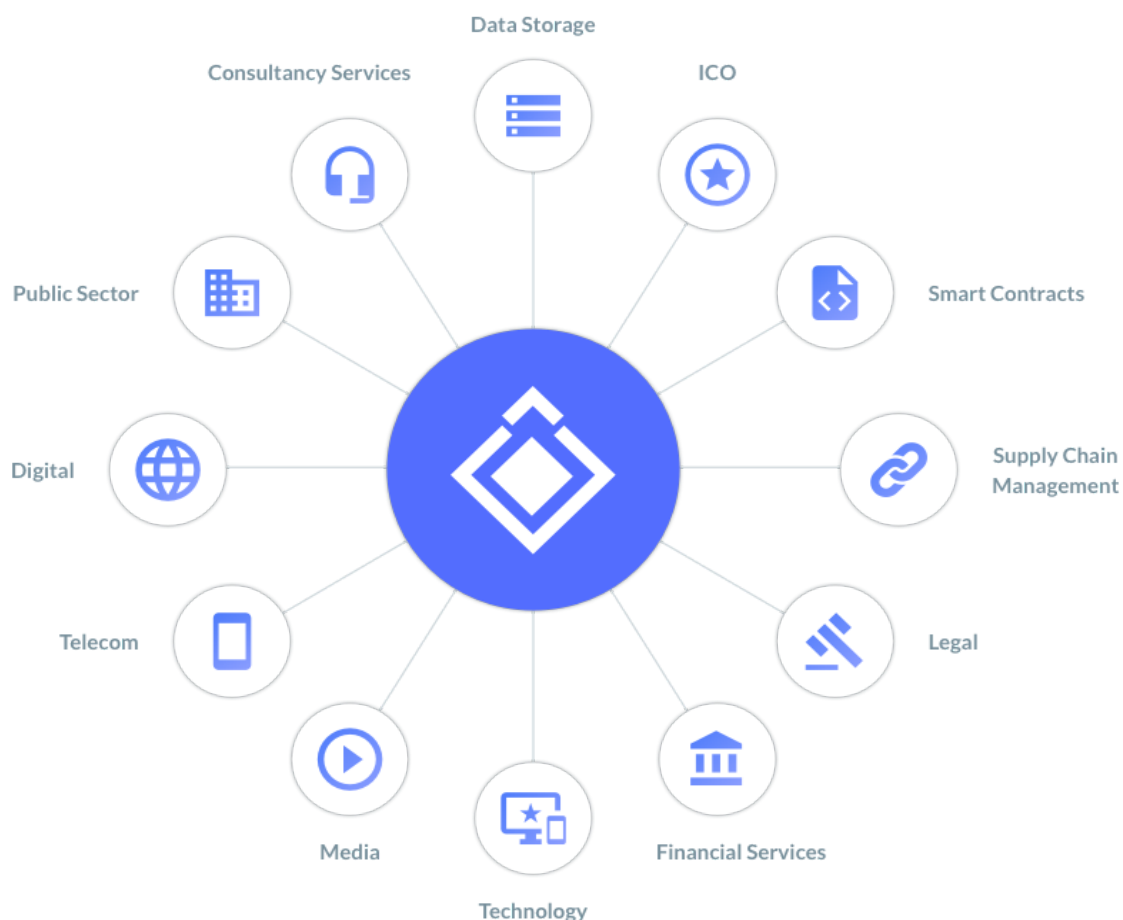 Data Storage
Consultancy Services
ICO
Public Sector
Smart Contracts
Digital
Supply Chain
Management
Telecom
Legal
Media
Financial Services
Technology